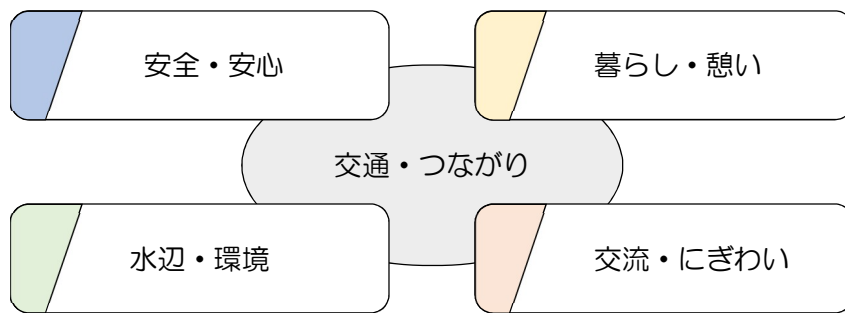 安全・安心
暮らし・憩い
交通・つながり
水辺・環境
交流・にぎわい